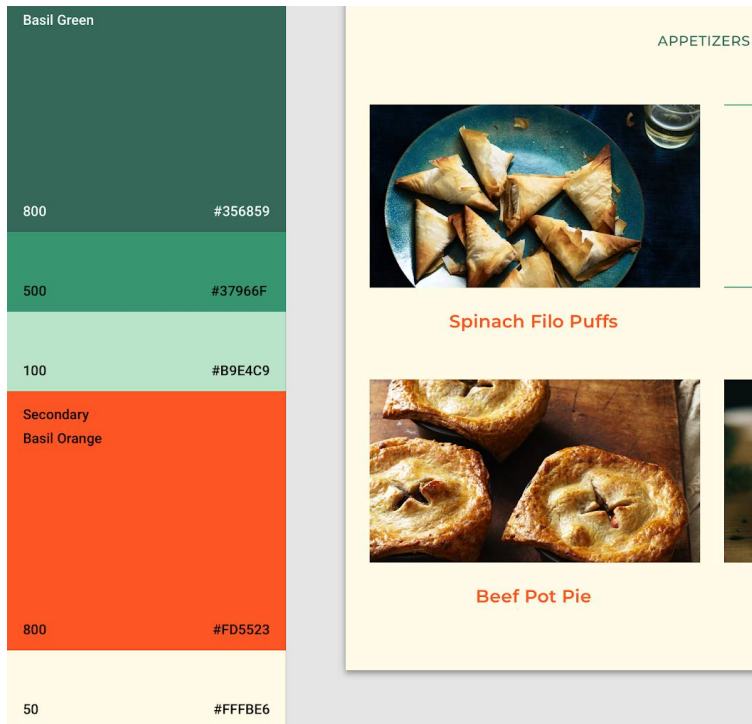 Basil Green
800 #356859
500 #37966F
100 #B9E4C9
Secondary
Basil Orange
800 #FD5523
50 #FFFBE6
APPETIZERS
Spinach Filo Puffs
Beef Pot Pie